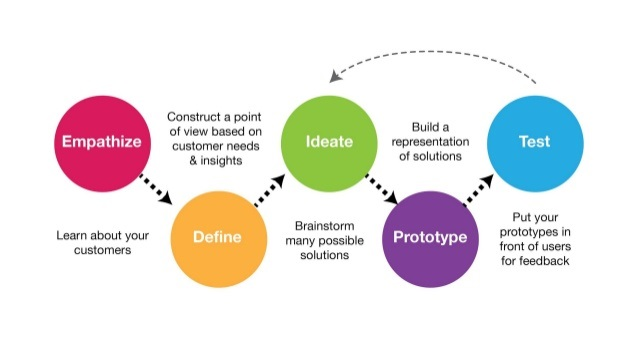 Empathize
Learn about your
customers
Construct a point
of view based on
customer needs
& insights
Define
Ideate
Brainstorm
many possible
solutions
Build a
representation
of solutions
Prototype
Test
Put your
prototypes in
front of users
for feedback